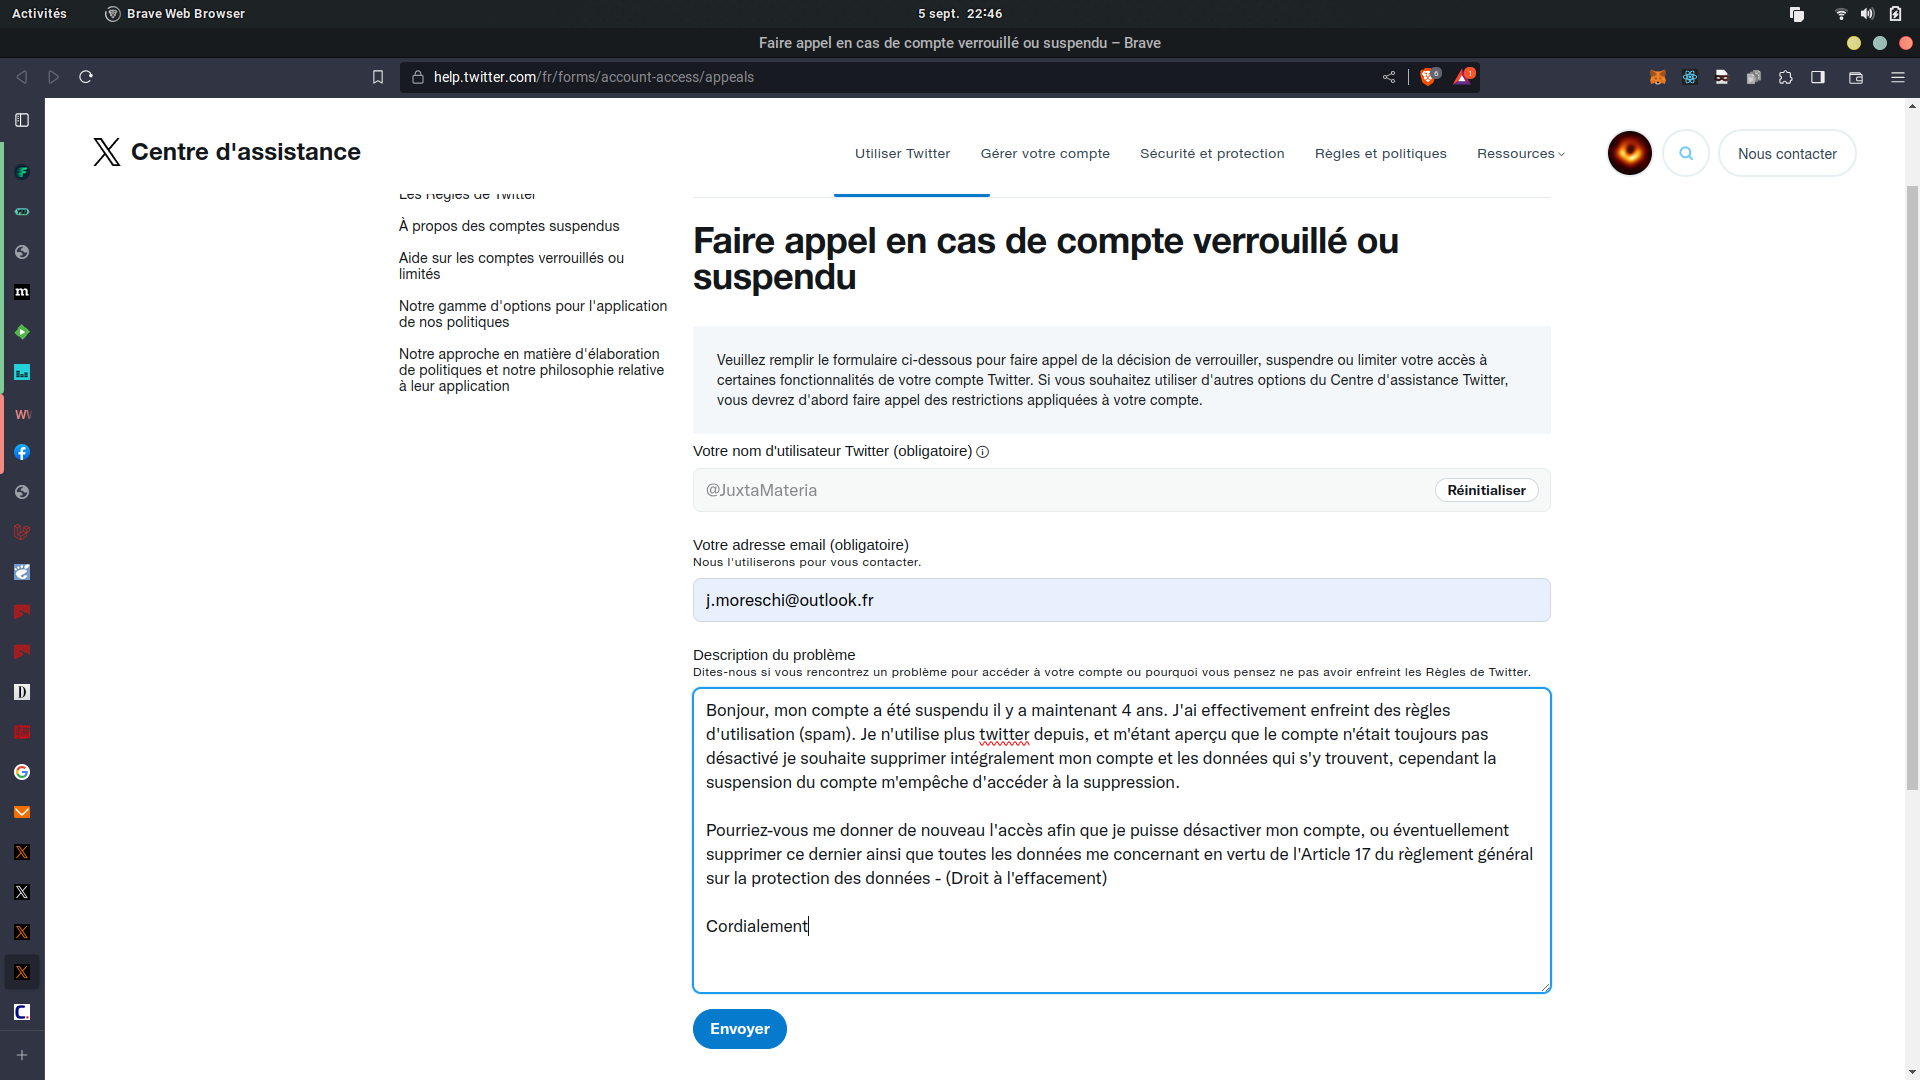 Activités
Brave Web Browser
5 sept. 22:46
Faire appel en cas de compte verrouillé ou suspendu – Brave
help.twitter.com/fr/forms/account-access/appeals
6
1
Centre d'assistance
Utiliser Twitter
Gérer votre compte
Sécurité et protection
Règles et politiques
Ressources
Nous contacter
Les Règles de Twitter
À propos des comptes suspendus
Aide sur les comptes verrouillés ou
limités
Notre gamme d'options pour l'application
de nos politiques
Notre approche en matière d'élaboration
de politiques et notre philosophie relative
à leur application
Faire appel en cas de compte verrouillé ou
suspendu
Veuillez remplir le formulaire ci-dessous pour faire appel de la décision de verrouiller, suspendre ou limiter votre accès à
certaines fonctionnalités de votre compte Twitter. Si vous souhaitez utiliser d'autres options du Centre d'assistance Twitter,
vous devrez d'abord faire appel des restrictions appliquées à votre compte.
Votre nom d'utilisateur Twitter (obligatoire)
@JuxtaMateria
Réinitialiser
Votre adresse email (obligatoire)
Nous l'utiliserons pour vous contacter.
j.moreschi@outlook.fr
Description du problème
Dites-nous si vous rencontrez un problème pour accéder à votre compte ou pourquoi vous pensez ne pas avoir enfreint les Règles de Twitter.
Bonjour, mon compte a été suspendu il y a maintenant 4 ans. J'ai effectivement enfreint des règles
d'utilisation (spam). Je n'utilise plus twitter depuis, et m'étant aperçu que le compte n'était toujours pas
désactivé je souhaite supprimer intégralement mon compte et les données qui s'y trouvent, cependant la
suspension du compte m'empêche d'accéder à la suppression.
Pourriez-vous me donner de nouveau l'accès afin que je puisse désactiver mon compte, ou éventuellement
supprimer ce dernier ainsi que toutes les données me concernant en vertu de l'Article 17 du règlement général
sur la protection des données - (Droit à l'effacement)
Cordialement
Envoyer